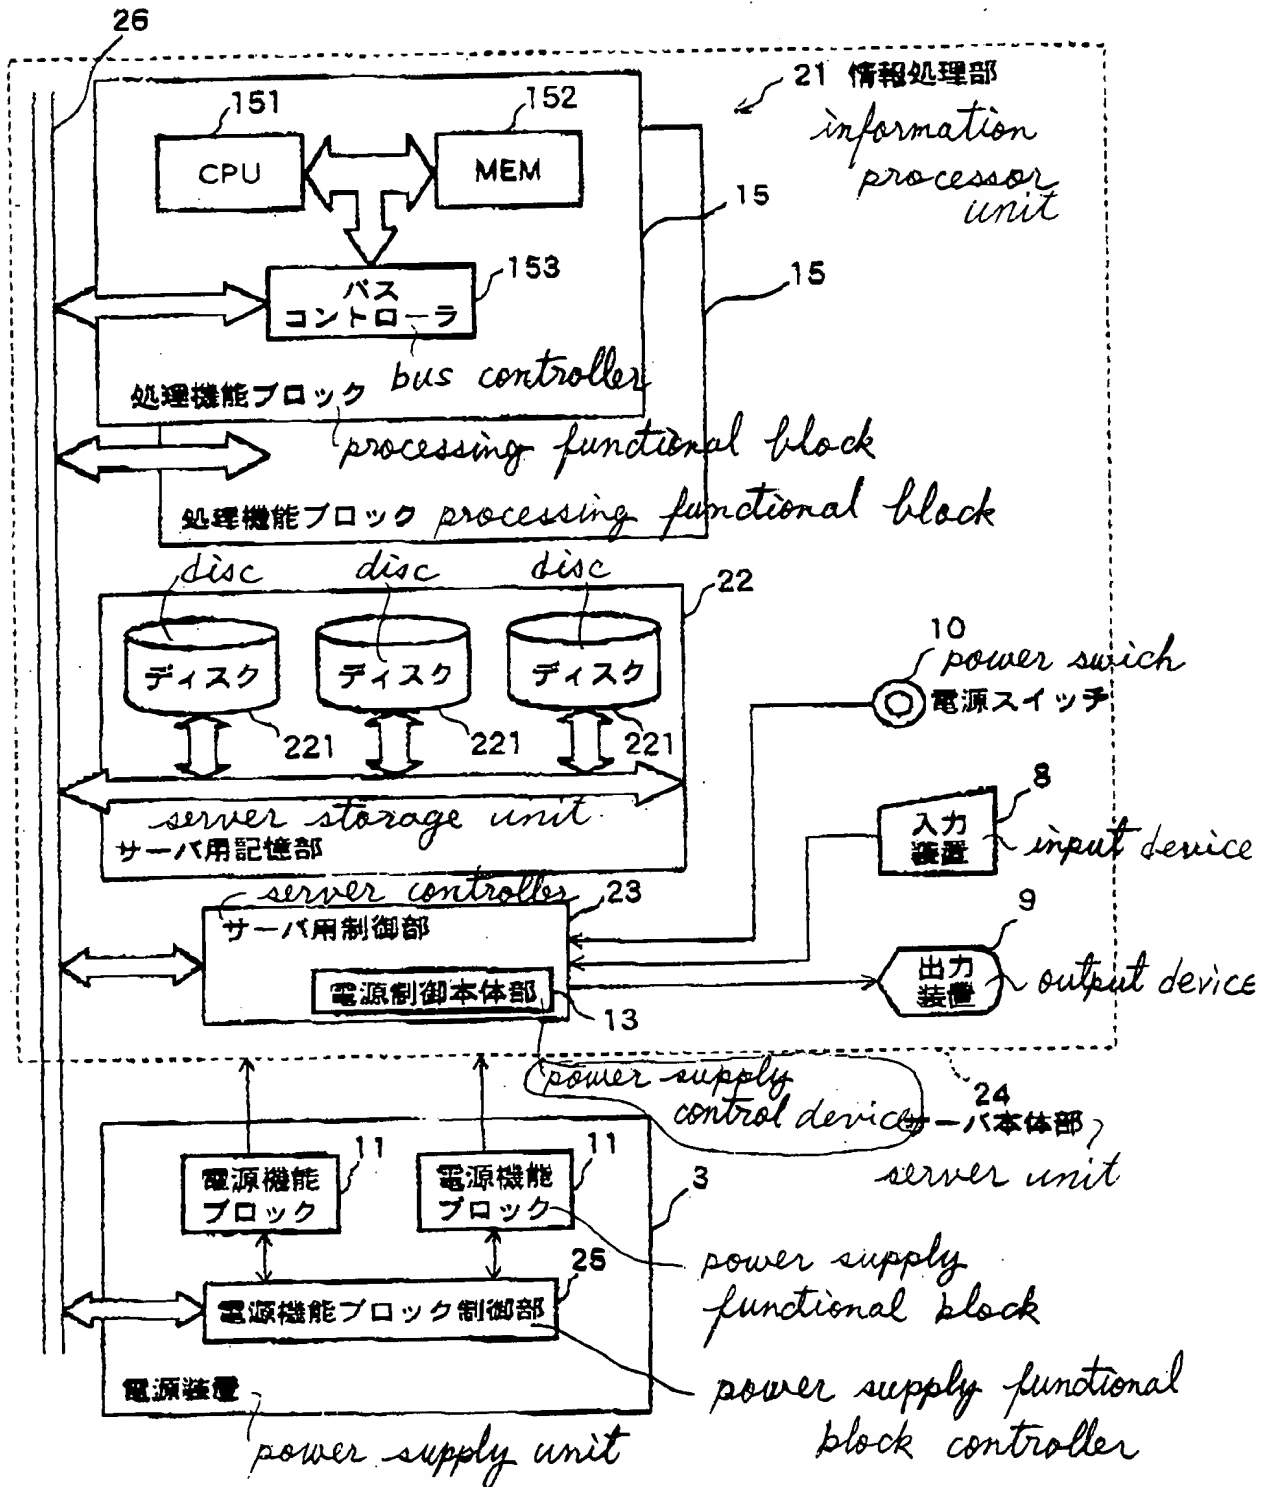 26
21 情報処理部
information
processor
unit
151
152
CPU
MEM
15
15
153
バス
コントローラ
bus controller
処理機能ブロック
processing functional block
処理機能ブロック processing functional block
disc disc disc
22
ディスク ディスク ディスク
221 221 221
server storage unit
サーバ用記憶部
10
power swich
電源スイッチ
8
入力
装置
input device
server controller
23
サーバ用制御部
電源制御本体部
13
9
出力
装置
output device
power supply
control device
24
サーバ本体部
server unit
11
電源機能
ブロック
11
電源機能
ブロック
3
power supply
functional block
25
電源機能ブロック制御部
電源装置
power supply functional
block controller
power supply unit